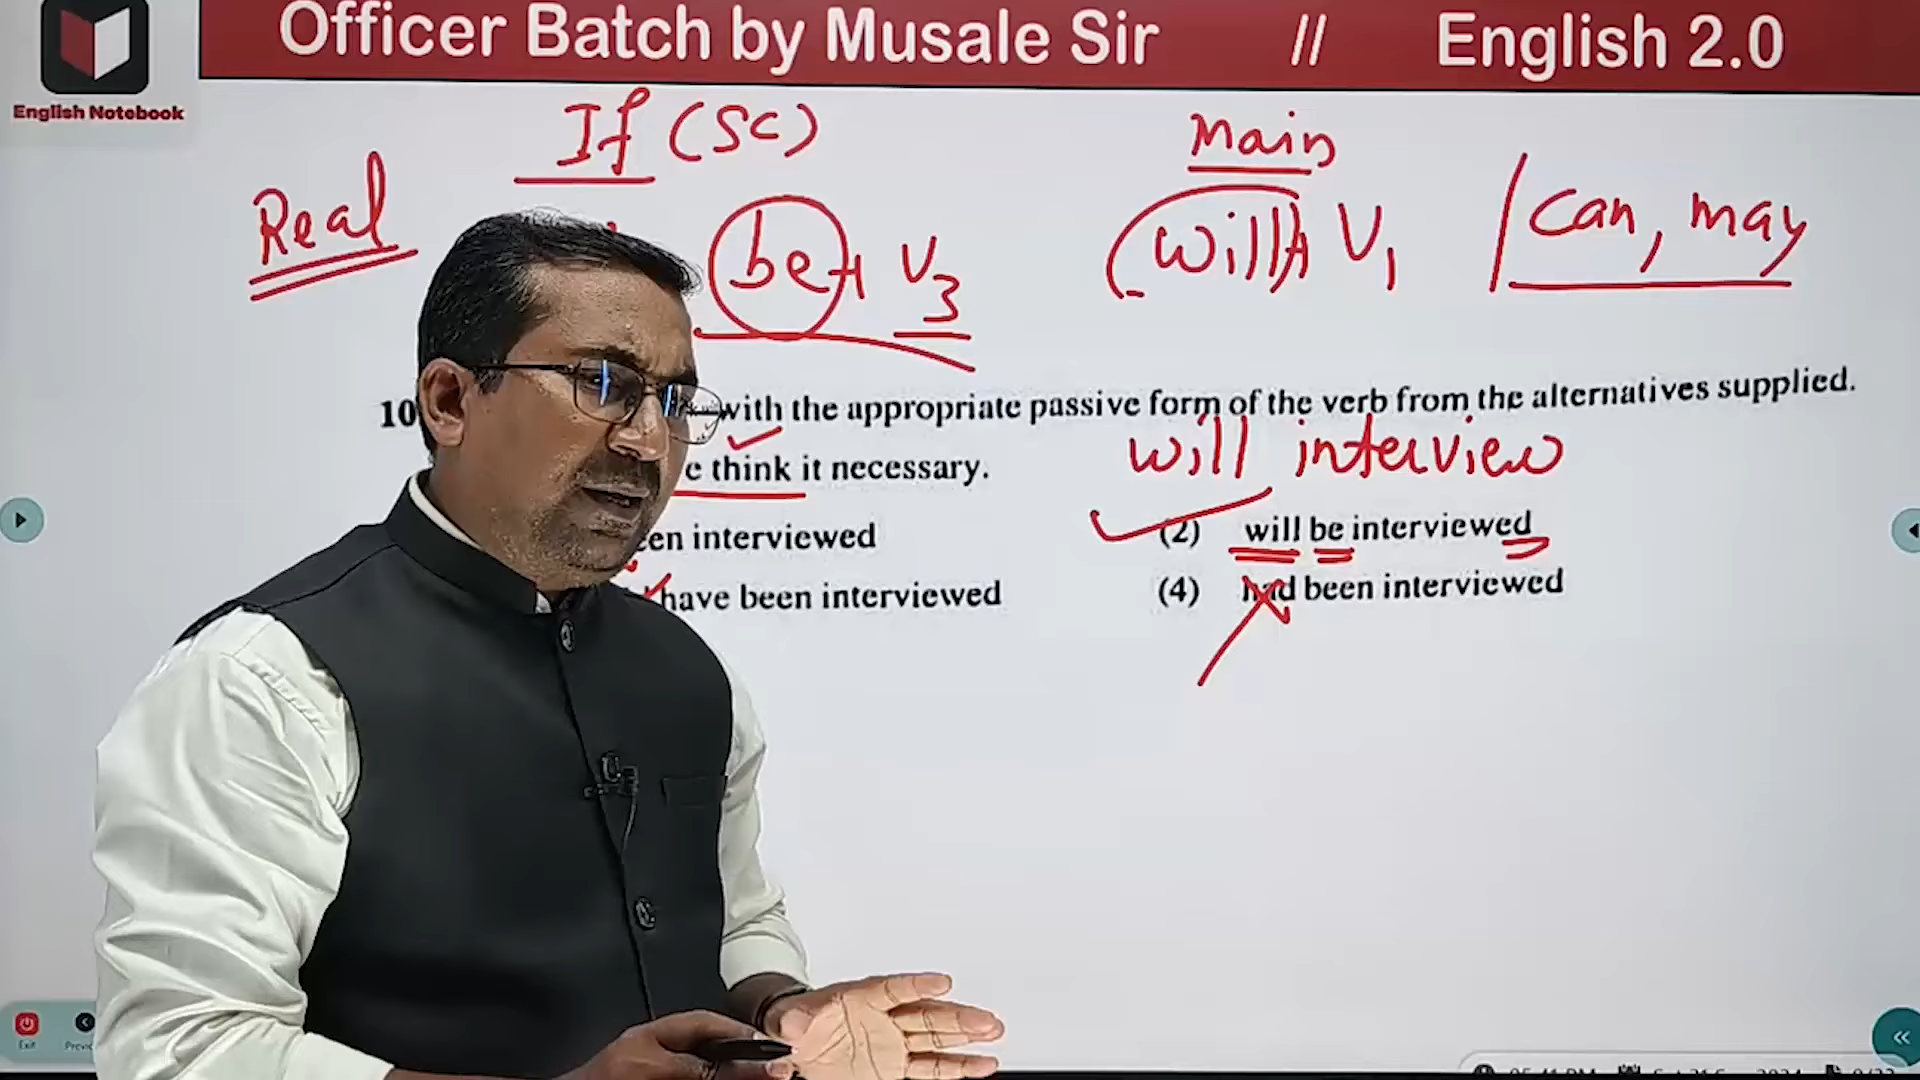 Officer Batch by Musale Sir // English 2.0
English Notebook
If (SC) Main
Real be + V3 will + V1 / can, may
10 with the appropriate passive form of the verb from the alternatives supplied.
will interview
think it necessary.
interviewed (2) will be interviewed
have been interviewed (4) had been interviewed
Exit